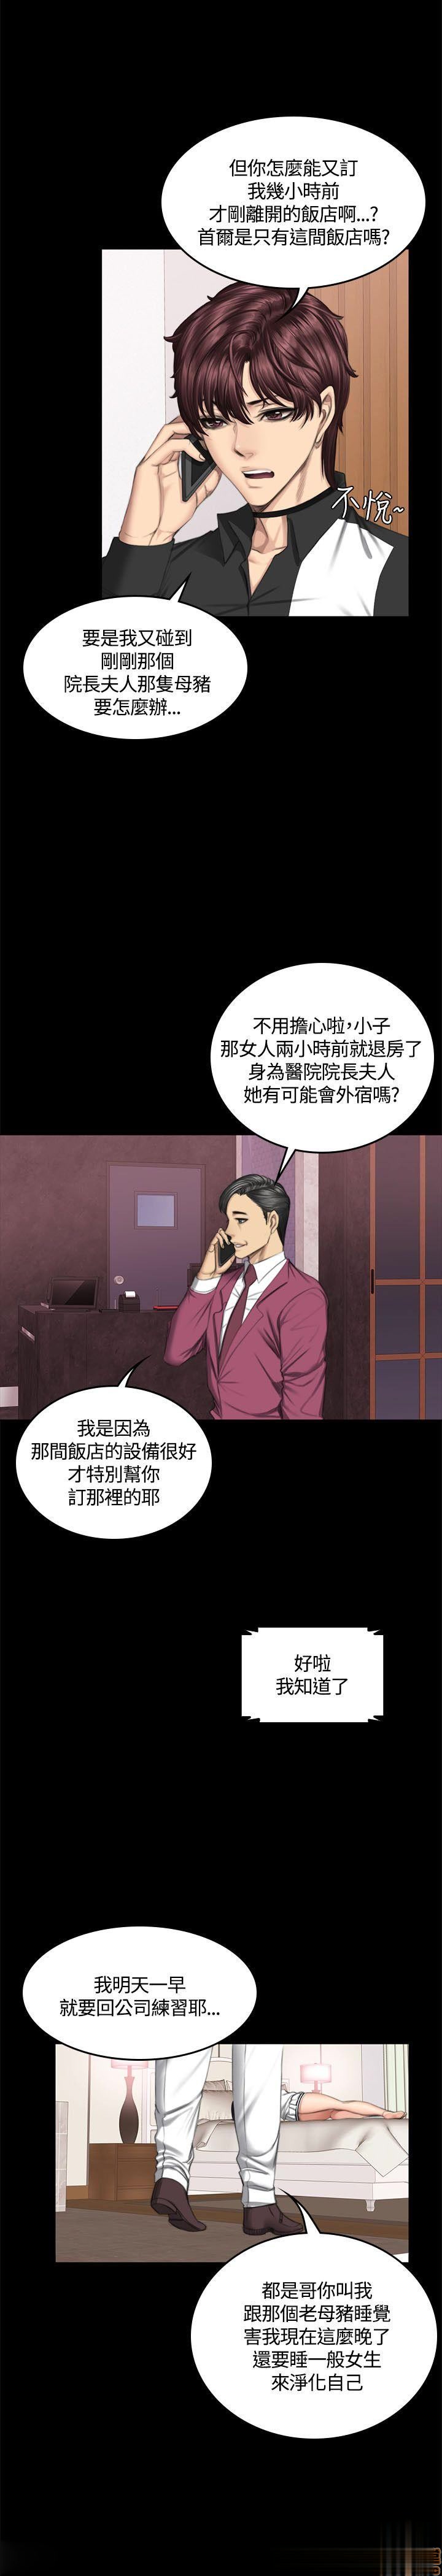 但你怎麼能又訂
我幾小時前
才剛離開的飯店啊...?
首爾是只有這間飯店嗎?
不悅~
要是我又碰到
剛剛那個
院長夫人那隻母豬
要怎麼辦...
不用擔心啦,小子
那女人兩小時前就退房了
身為醫院院長夫人
她有可能會外宿嗎?
我是因為
那間飯店的設備很好
才特別幫你
訂那裡的耶
好啦
我知道了
我明天一早
就要回公司練習耶...
都是哥你叫我
跟那個老母豬睡覺
害我現在這麼晚了
還要睡一般女生
來淨化自己